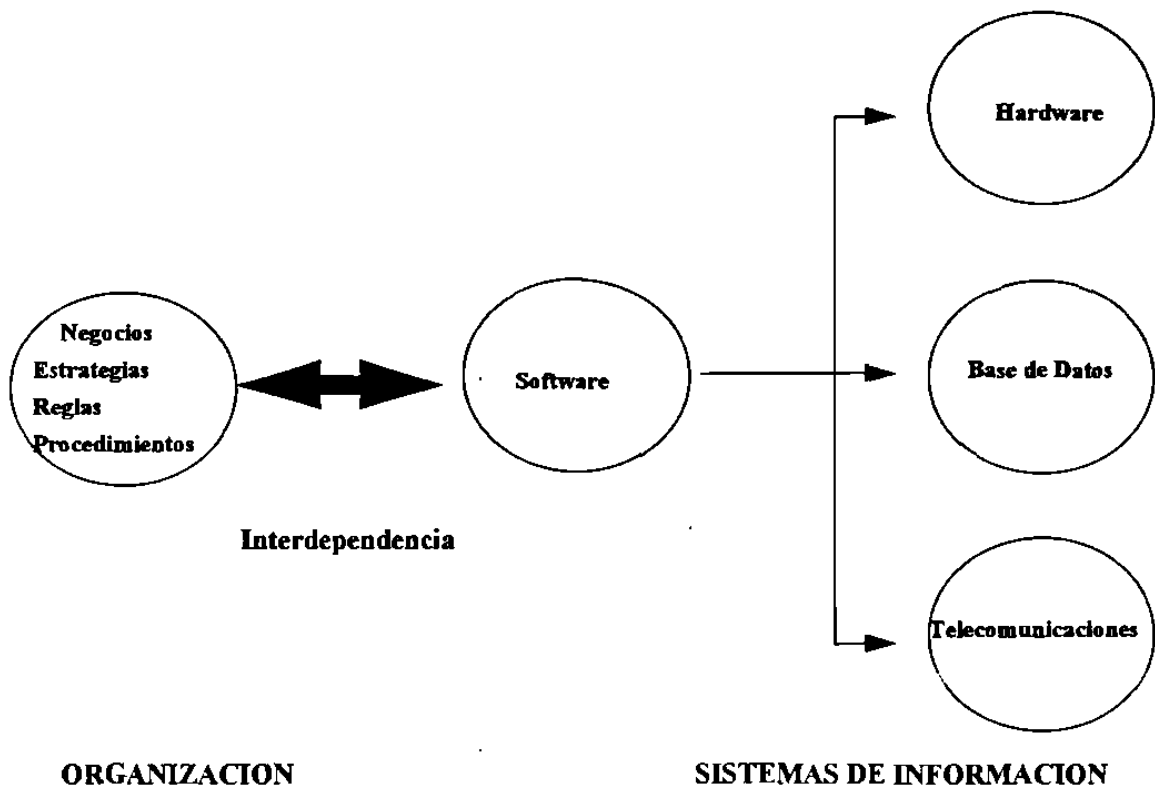 Hardware
Negocios
Estrategias
Reglas
Procedimientos
Software
Base de Datos
Interdependencia
Telecomunicaciones
ORGANIZACION
SISTEMAS DE INFORMACION